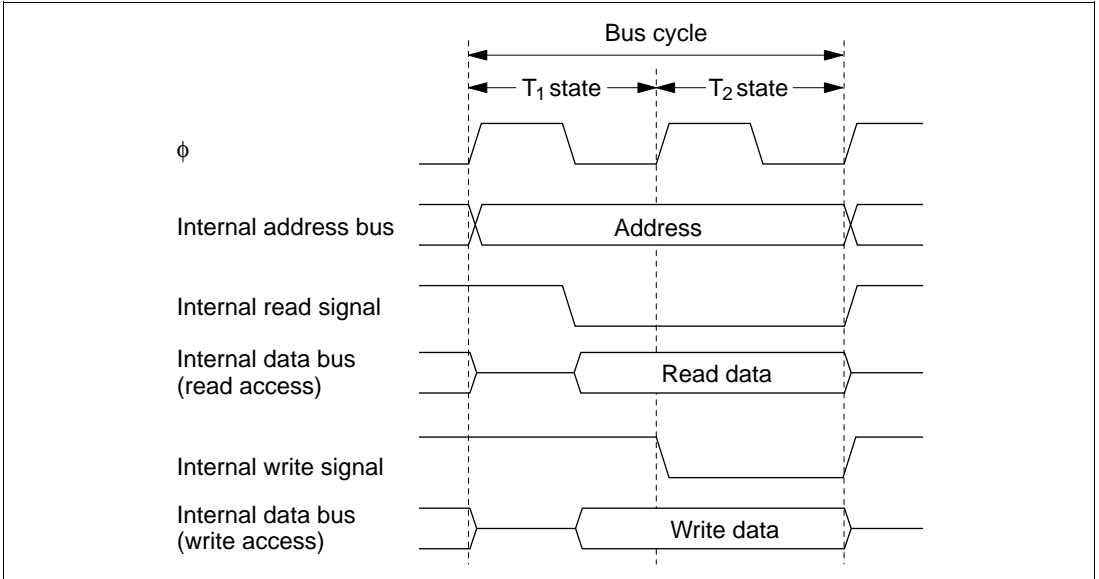 Bus cycle
T₁ state
T₂ state
ϕ
Internal address bus
Address
Internal read signal
Internal data bus
(read access)
Read data
Internal write signal
Internal data bus
(write access)
Write data